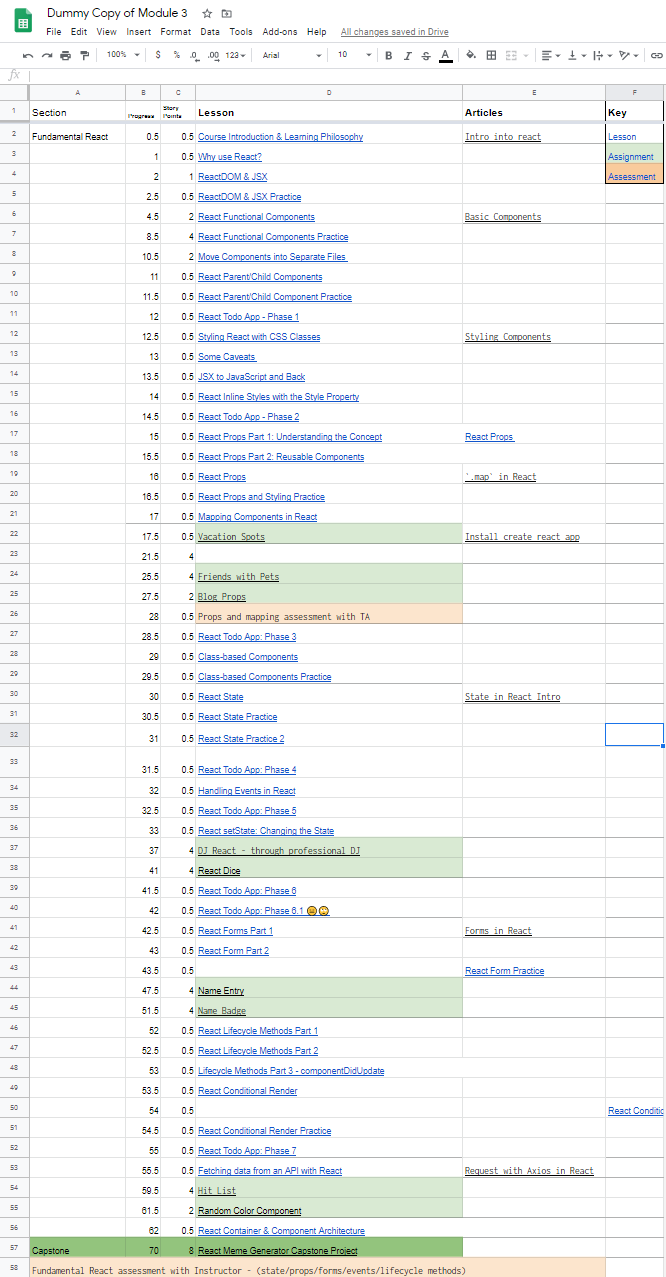 Dummy Copy of Module 3
File Edit View Insert Format Data Tools Add-ons Help All changes saved in Drive
100% $ % .0 .00 123 Arial 10 B I S A
fx
A B C D E F
1 Section Progress Story Points Lesson Articles Key
2 Fundamental React 0.5 0.5 Course Introduction & Learning Philosophy Intro into react Lesson
3 1 0.5 Why use React? Assignment
4 2 1 ReactDOM & JSX Assessment
5 2.5 0.5 ReactDOM & JSX Practice
6 4.5 2 React Functional Components Basic Components
7 8.5 4 React Functional Components Practice
8 10.5 2 Move Components into Separate Files
9 11 0.5 React Parent/Child Components
10 11.5 0.5 React Parent/Child Component Practice
11 12 0.5 React Todo App - Phase 1
12 12.5 0.5 Styling React with CSS Classes Styling Components
13 13 0.5 Some Caveats
14 13.5 0.5 JSX to JavaScript and Back
15 14 0.5 React Inline Styles with the Style Property
16 14.5 0.5 React Todo App - Phase 2
17 15 0.5 React Props Part 1: Understanding the Concept React Props
18 15.5 0.5 React Props Part 2: Reusable Components
19 16 0.5 React Props `.map` in React
20 16.5 0.5 React Props and Styling Practice
21 17 0.5 Mapping Components in React
22 17.5 0.5 Vacation Spots Install create react app
23 21.5 4
24 25.5 4 Friends with Pets
25 27.5 2 Blog Props
26 28 0.5 Props and mapping assessment with TA
27 28.5 0.5 React Todo App: Phase 3
28 29 0.5 Class-based Components
29 29.5 0.5 Class-based Components Practice
30 30 0.5 React State State in React Intro
31 30.5 0.5 React State Practice
32 31 0.5 React State Practice 2
33 31.5 0.5 React Todo App: Phase 4
34 32 0.5 Handling Events in React
35 32.5 0.5 React Todo App: Phase 5
36 33 0.5 React setState: Changing the State
37 37 4 DJ React - through professional DJ
38 41 4 React Dice
39 41.5 0.5 React Todo App: Phase 6
40 42 0.5 React Todo App: Phase 6.1
41 42.5 0.5 React Forms Part 1 Forms in React
42 43 0.5 React Form Part 2
43 43.5 0.5 React Form Practice
44 47.5 4 Name Entry
45 51.5 4 Name Badge
46 52 0.5 React Lifecycle Methods Part 1
47 52.5 0.5 React Lifecycle Methods Part 2
48 53 0.5 Lifecycle Methods Part 3 - componentDidUpdate
49 53.5 0.5 React Conditional Render
50 54 0.5 React Conditic
51 54.5 0.5 React Conditional Render Practice
52 55 0.5 React Todo App: Phase 7
53 55.5 0.5 Fetching data from an API with React Request with Axios in React
54 59.5 4 Hit List
55 61.5 2 Random Color Component
56 62 0.5 React Container & Component Architecture
57 Capstone 70 8 React Meme Generator Capstone Project
58 Fundamental React assessment with Instructor - (state/props/forms/events/lifecycle methods)